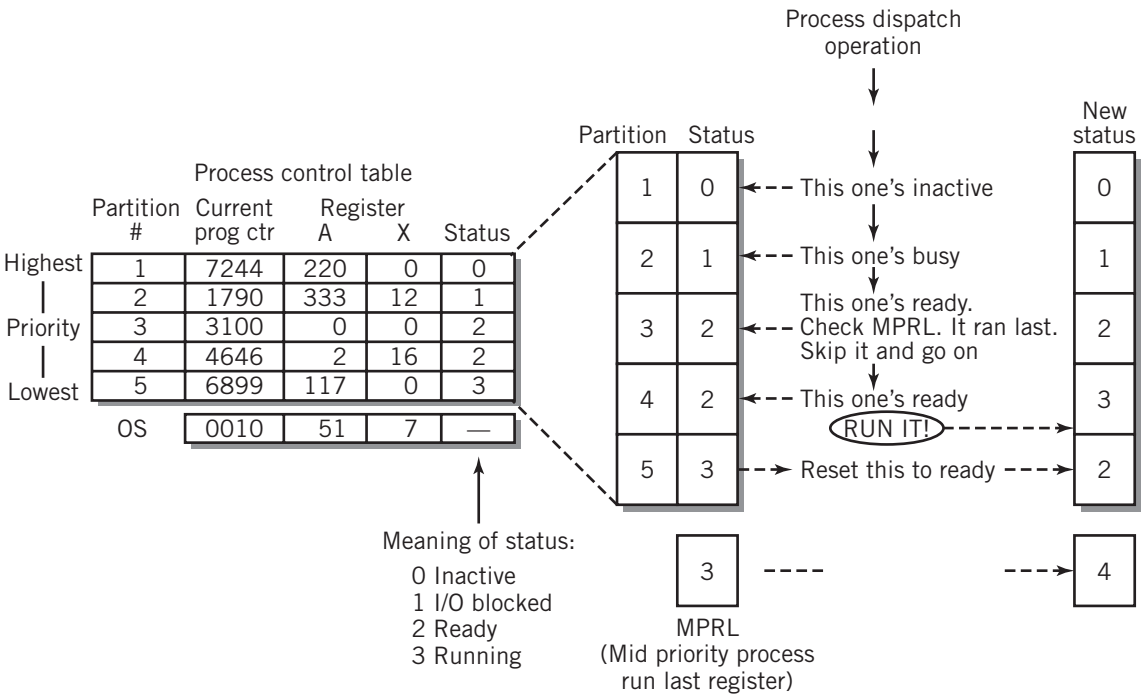 Process dispatch
operation
Process control table
Partition Current Register
# prog ctr A X Status
Highest 1 7244 220 0 0
2 1790 333 12 1
Priority 3 3100 0 0 2
4 4646 2 16 2
Lowest 5 6899 117 0 3
OS 0010 51 7 —
Meaning of status:
0 Inactive
1 I/O blocked
2 Ready
3 Running
Partition Status
1 0
2 1
3 2
4 2
5 3
This one's inactive
This one's busy
This one's ready.
Check MPRL. It ran last.
Skip it and go on
This one's ready
RUN IT!
Reset this to ready
New
status
0
1
2
3
2
3
4
MPRL
(Mid priority process
run last register)